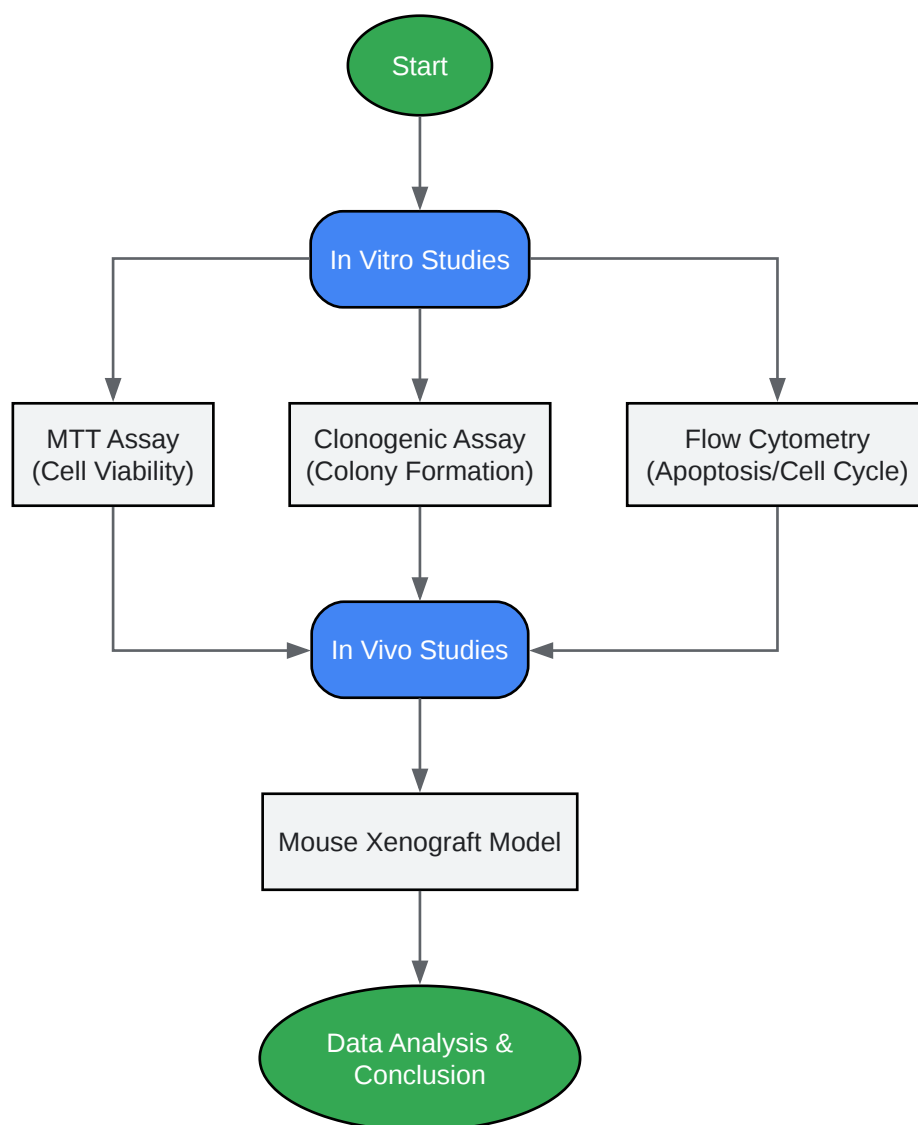 Start
In Vitro Studies
MTT Assay
(Cell Viability)
Clonogenic Assay
(Colony Formation)
Flow Cytometry
(Apoptosis/Cell Cycle)
In Vivo Studies
Mouse Xenograft Model
Data Analysis &
Conclusion